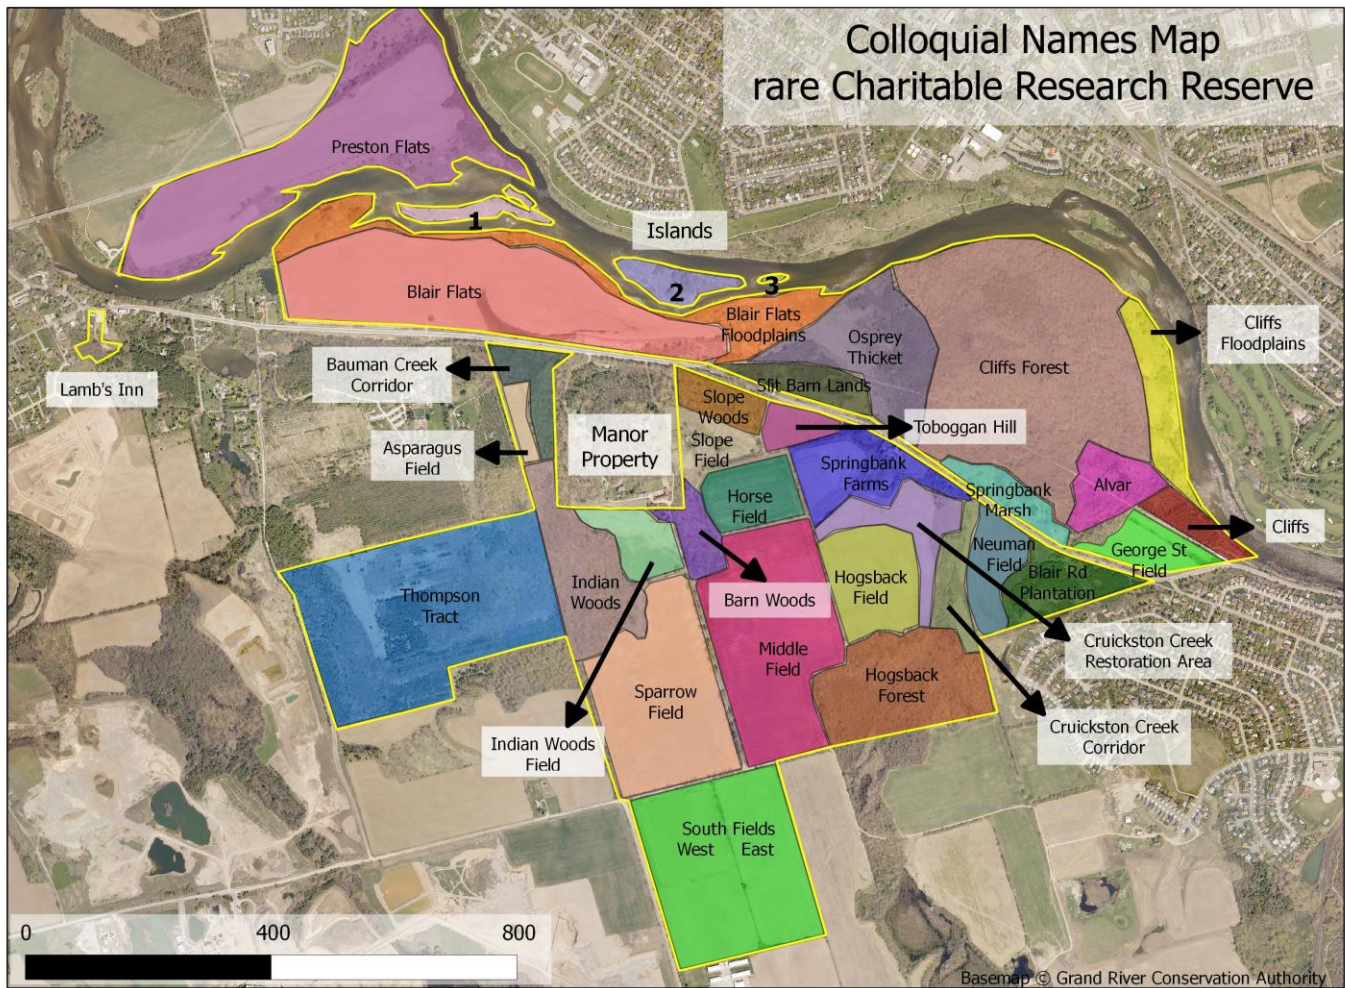 Colloquial Names Map
rare Charitable Research Reserve
Preston Flats
1
Islands
2
3
Blair Flats
Blair Flats
Floodplains
Osprey
Thicket
Cliffs Forest
Cliffs
Floodplains
Lamb's Inn
Bauman Creek
Corridor
Slit Barn Lands
Slope
Woods
Toboggan Hill
Asparagus
Field
Manor
Property
Slope
Field
Springbank
Farms
Springbank
Marsh
Alvar
Horse
Field
Cliffs
Neuman
Field
George St
Field
Blair Rd
Plantation
Thompson
Tract
Indian
Woods
Barn Woods
Hogsback
Field
Cruickston Creek
Restoration Area
Middle
Field
Hogsback
Forest
Sparrow
Field
Indian Woods
Field
Cruickston Creek
Corridor
South Fields
West East
0 400 800
Basemap © Grand River Conservation Authority